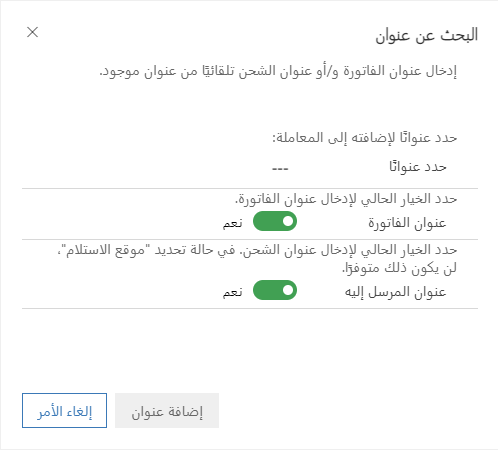 البحث عن عنوان
إدخال عنوان الفاتورة و/أو عنوان الشحن تلقائيًا من عنوان موجود.
حدد عنوانًا لإضافته إلى المعاملة:
حدد عنوانًا ---
حدد الخيار الحالي لإدخال عنوان الفاتورة.
عنوان الفاتورة نعم
حدد الخيار الحالي لإدخال عنوان الشحن. في حالة تحديد "موقع الاستلام"،
لن يكون ذلك متوفرًا.
عنوان المرسل إليه نعم
إضافة عنوان إلغاء الأمر